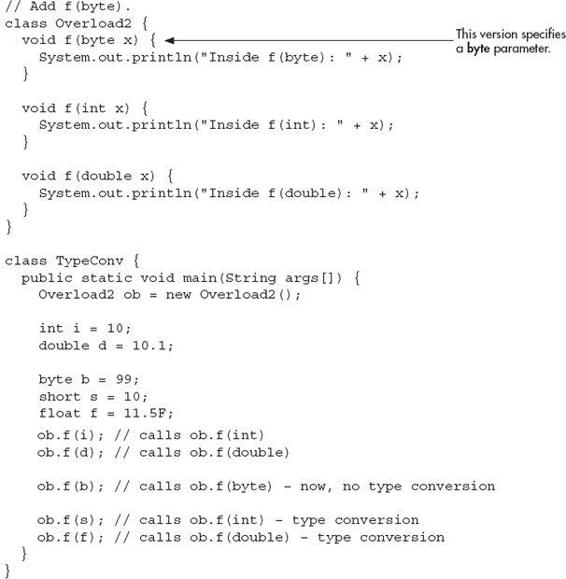 // Add f(byte).
class Overload2 {
  void f(byte x) {
This version specifies
a byte parameter.
    System.out.println("Inside f(byte): " + x);
  }

  void f(int x) {
    System.out.println("Inside f(int): " + x);
  }

  void f(double x) {
    System.out.println("Inside f(double): " + x);
  }
}

class TypeConv {
  public static void main(String args[]) {
    Overload2 ob = new Overload2();

    int i = 10;
    double d = 10.1;

    byte b = 99;
    short s = 10;
    float f = 11.5F;
    ob.f(i); // calls ob.f(int)
    ob.f(d); // calls ob.f(double)

    ob.f(b); // calls ob.f(byte) – now, no type conversion

    ob.f(s); // calls ob.f(int) – type conversion
    ob.f(f); // calls ob.f(double) – type conversion
  }
}